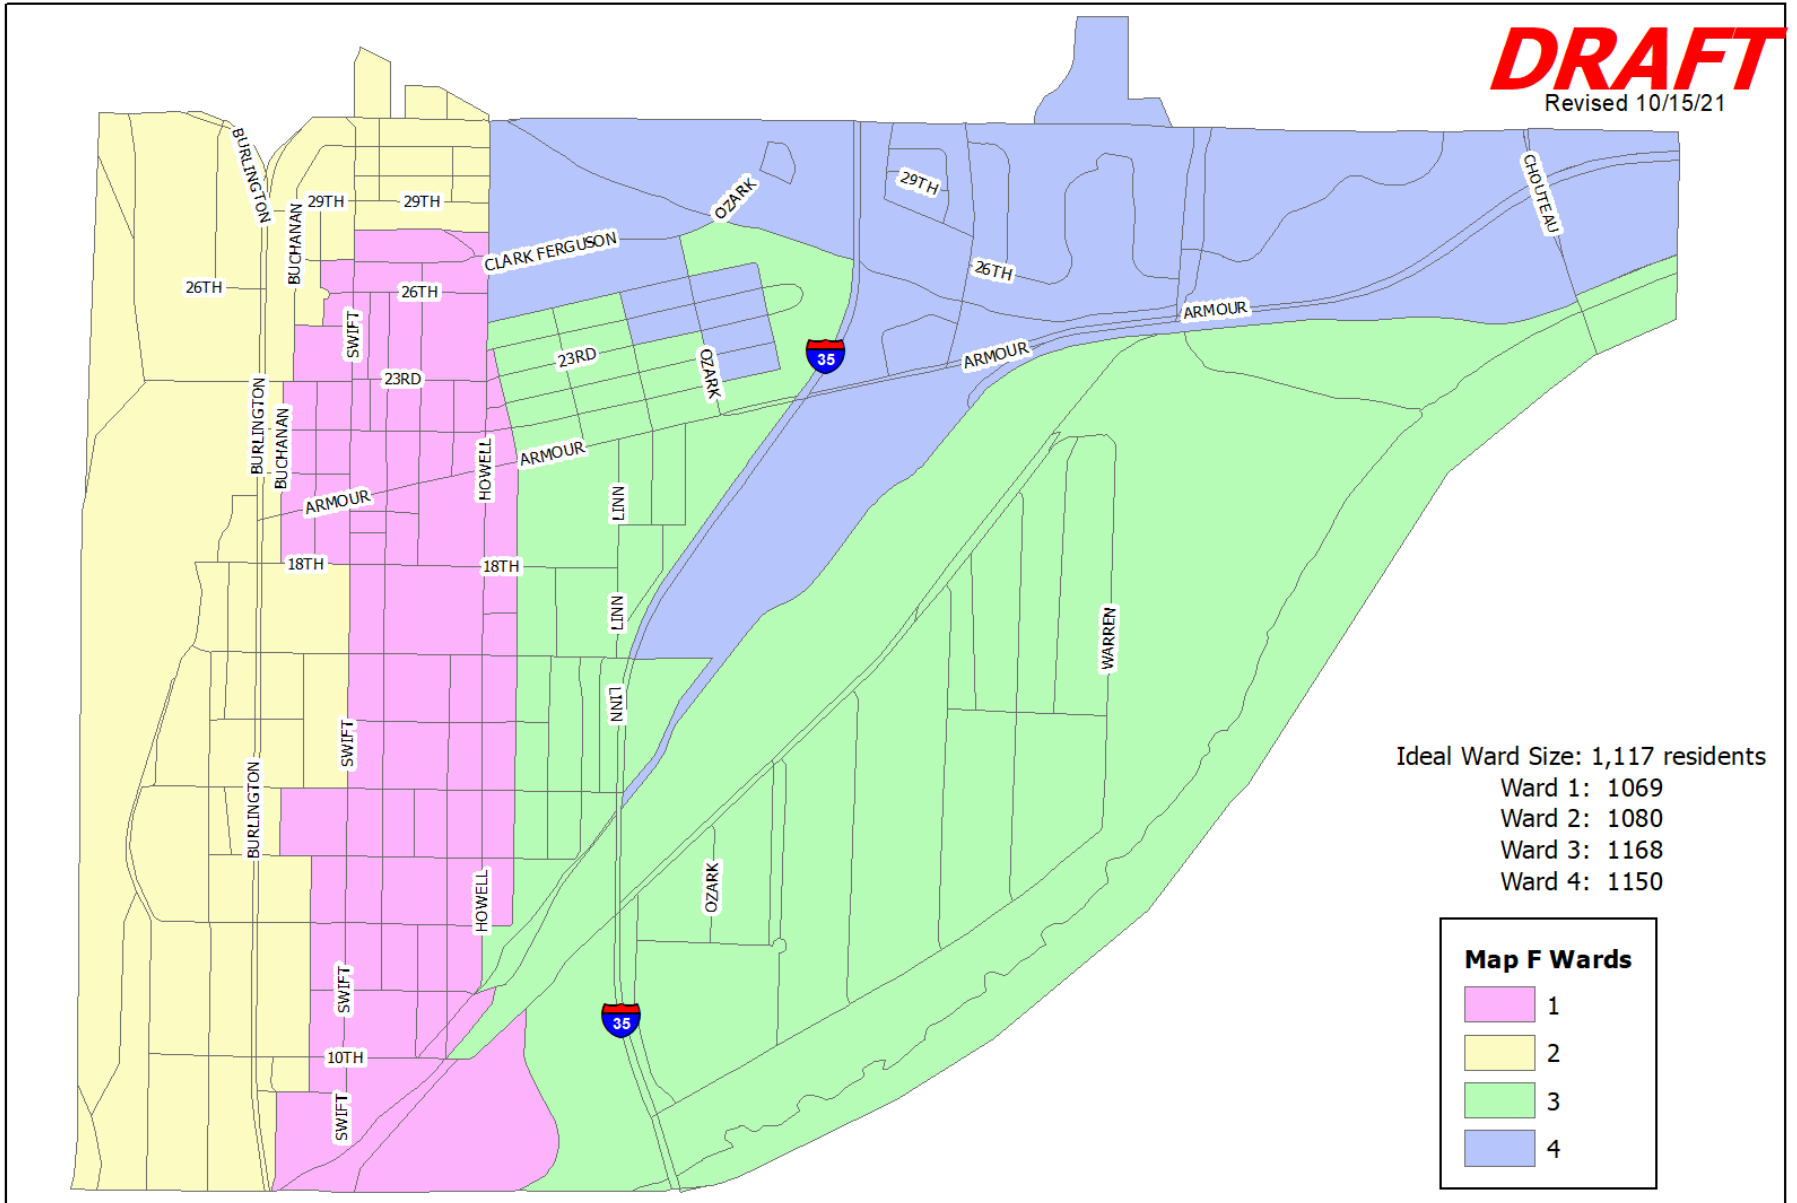 DRAFT
Revised 10/15/21
BURLINGTON
29TH
29TH
BUCHANAN
OZARK
29TH
CHOUTEAU
CLARK FERGUSON
26TH
26TH
26TH
ARMOUR
SWIFT
23RD
35
ARMOUR
23RD
OZARK
BURLINGTON
BUCHANAN
HOWELL
ARMOUR
ARMOUR
LINN
18TH
18TH
LINN
WARREN
LINN
SWIFT
BURLINGTON
Ideal Ward Size: 1,117 residents
Ward 1: 1069
Ward 2: 1080
Ward 3: 1168
Ward 4: 1150
HOWELL
OZARK
SWIFT
35
10TH
SWIFT
Map F Wards
1
2
3
4